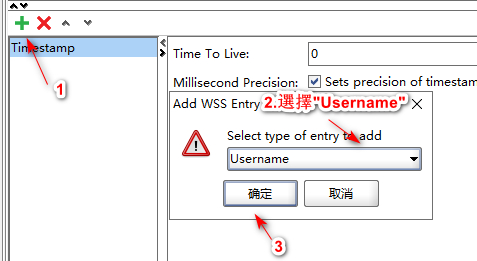 Timestamp
1
Time To Live:
0
Millisecond Precision:
Sets precision of timestam
Add WSS Entry
2.選擇"Username"
Select type of entry to add
Username
确定
取消
3